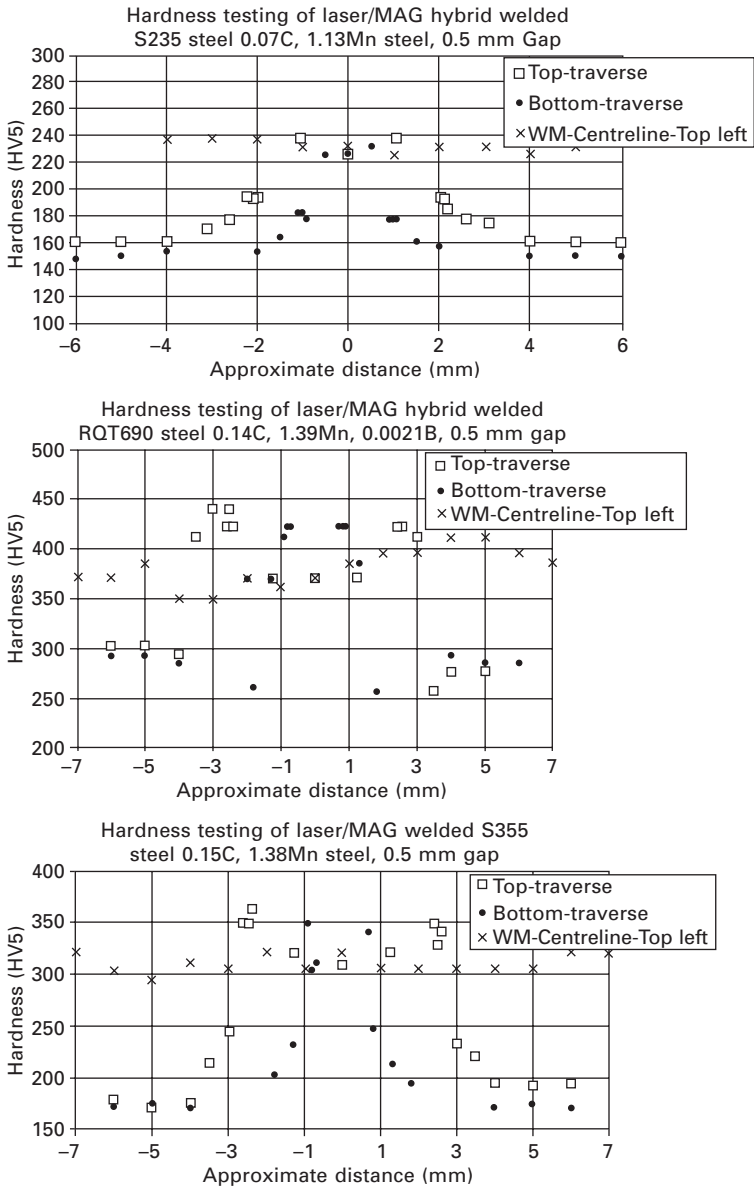 Hardness testing of laser/MAG hybrid welded
S235 steel 0.07C, 1.13Mn steel, 0.5 mm Gap
300
280
260
240
220
200
180
160
140
120
100
Hardness (HV5)
Top-traverse
Bottom-traverse
WM-Centreline-Top left
–6 –4 –2 0 2 4 6
Approximate distance (mm)
Hardness testing of laser/MAG hybrid welded
RQT690 steel 0.14C, 1.39Mn, 0.0021B, 0.5 mm gap
500
450
400
350
300
250
200
Hardness (HV5)
Top-traverse
Bottom-traverse
WM-Centreline-Top left
–7 –5 –3 –1 1 3 5 7
Approximate distance (mm)
Hardness testing of laser/MAG welded S355
steel 0.15C, 1.38Mn steel, 0.5 mm gap
400
350
300
250
200
150
Hardness (HV5)
Top-traverse
Bottom-traverse
WM-Centreline-Top left
–7 –5 –3 –1 1 3 5 7
Approximate distance (mm)